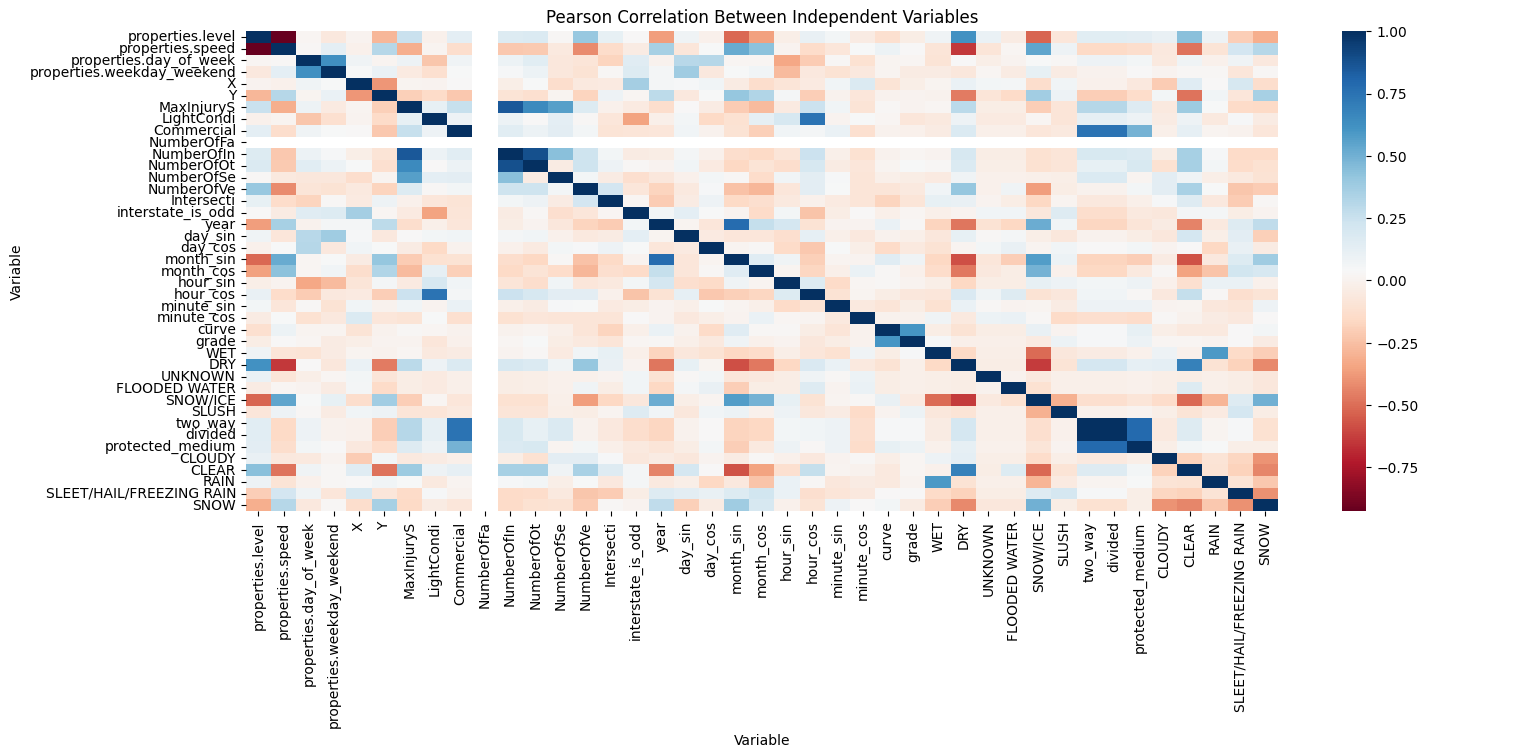 Pearson Correlation Between Independent Variables
properties.level
properties.speed
properties.day_of_week
properties.weekday_weekend
X
Y
MaxInjuryS
LightCondi
Commercial
NumberOfFa
NumberOfIn
NumberOfOt
NumberOfSe
NumberOfVe
Intersecti
interstate_is_odd
year
day_sin
day_cos
month_sin
month_cos
hour_sin
hour_cos
minute_sin
minute_cos
curve
grade
WET
DRY
UNKNOWN
FLOODED WATER
SNOW/ICE
SLUSH
two_way
divided
protected_medium
CLOUDY
CLEAR
RAIN
SLEET/HAIL/FREEZING RAIN
SNOW
Variable
properties.level
properties.speed
properties.day_of_week
properties.weekday_weekend
X
Y
MaxInjuryS
LightCondi
Commercial
NumberOfFa
NumberOfIn
NumberOfOt
NumberOfSe
NumberOfVe
Intersecti
interstate_is_odd
year
day_sin
day_cos
month_sin
month_cos
hour_sin
hour_cos
minute_sin
minute_cos
curve
grade
WET
DRY
UNKNOWN
FLOODED WATER
SNOW/ICE
SLUSH
two_way
divided
protected_medium
CLOUDY
CLEAR
RAIN
SLEET/HAIL/FREEZING RAIN
SNOW
Variable
1.00
0.75
0.50
0.25
0.00
−0.25
−0.50
−0.75